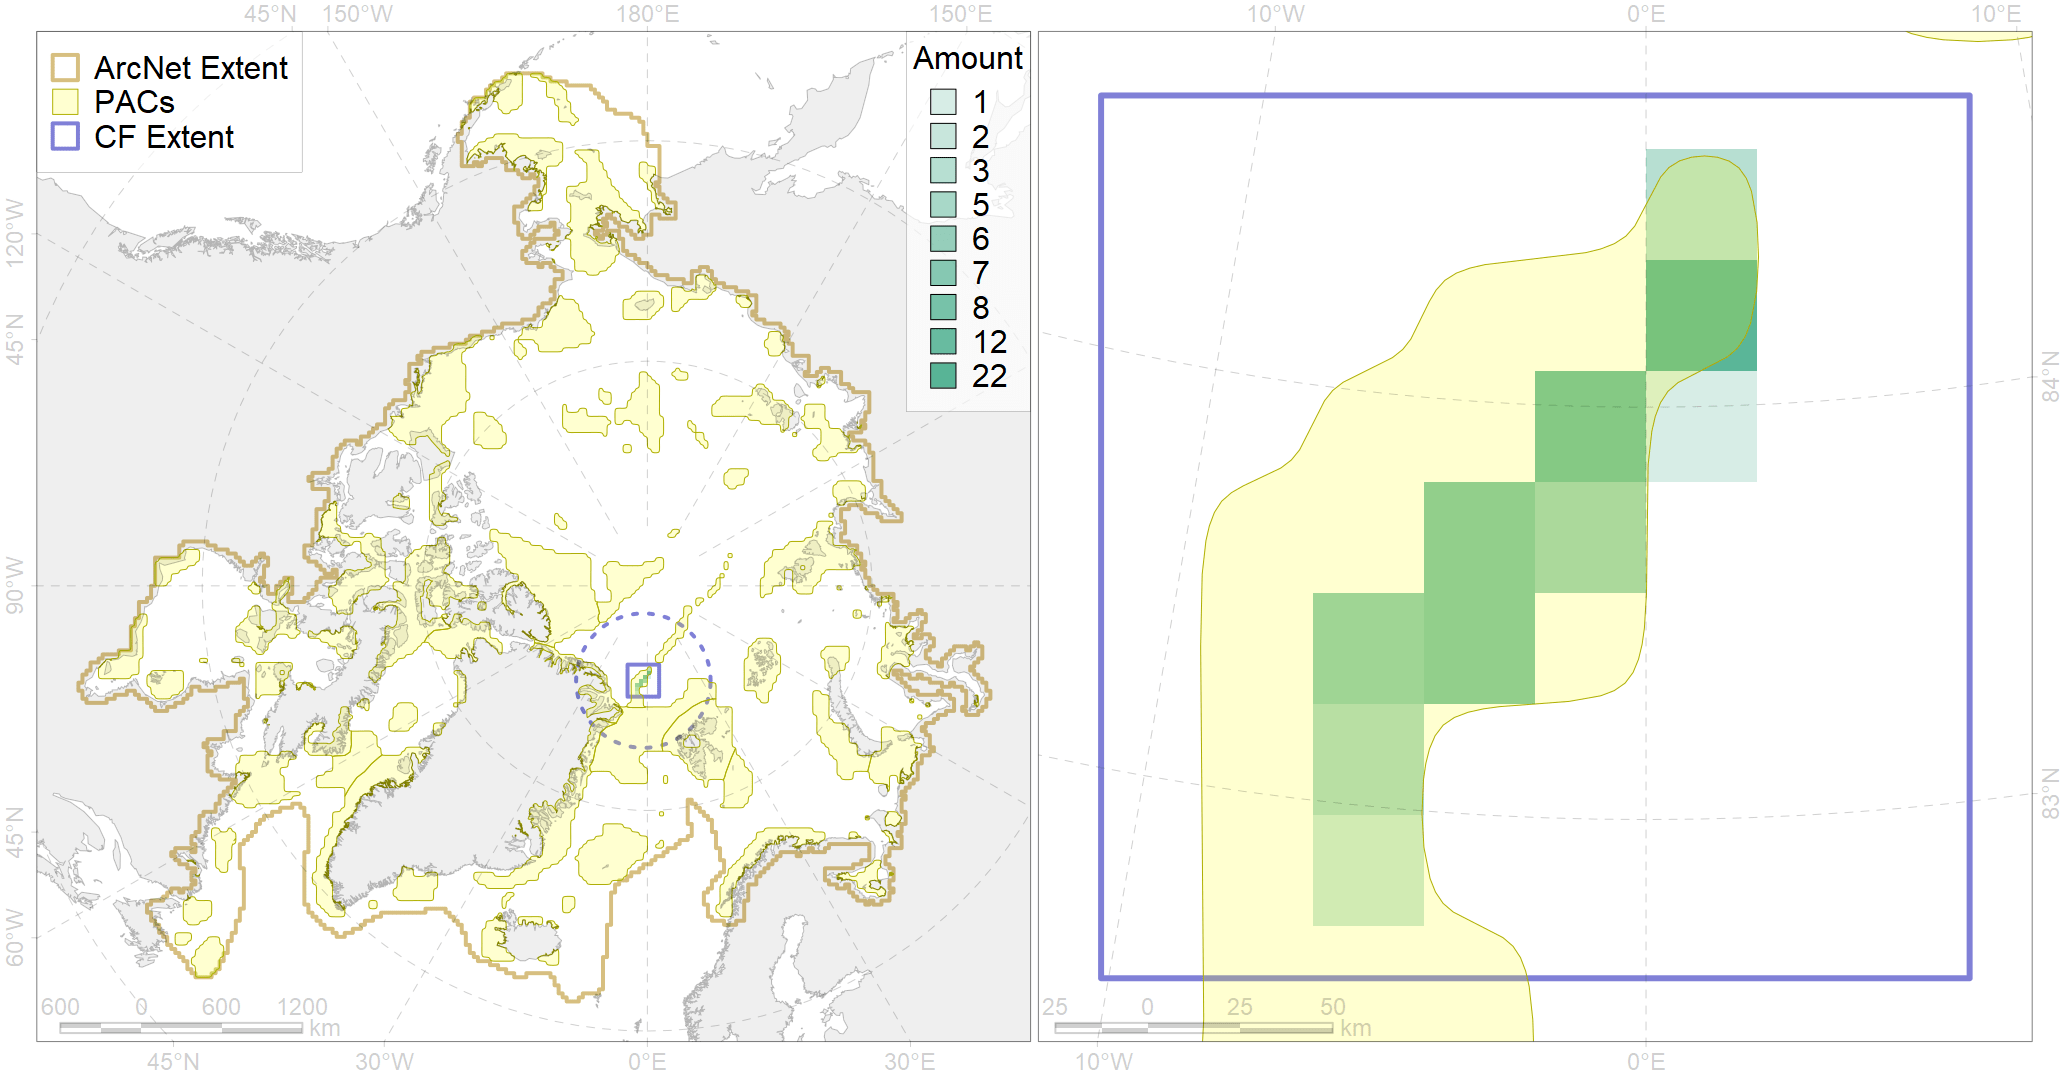 45°N 150°W 180°E 150°E 10°W 0°E 10°E
ArcNet Extent
PACs
CF Extent
Amount
1
2
3
5
6
7
8
12
22
120°W
45°N
90°W
45°N
60°W
84°N
83°N
600 0 600 1200
km
25 0 25 50
km
45°N 30°W 0°E 30°E 10°W 0°E